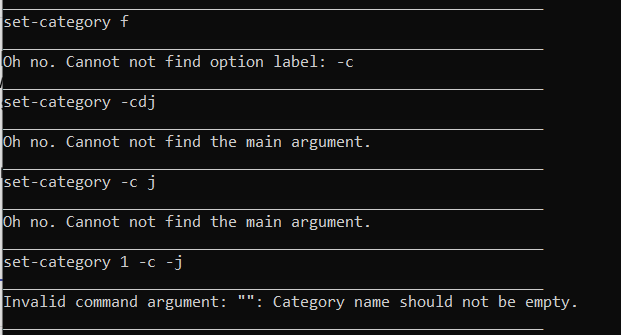 set-category f
Oh no. Cannot not find option label: -c
set-category -cdj
Oh no. Cannot not find the main argument.
set-category -c j
Oh no. Cannot not find the main argument.
set-category 1 -c -j
Invalid command argument: "": Category name should not be empty.